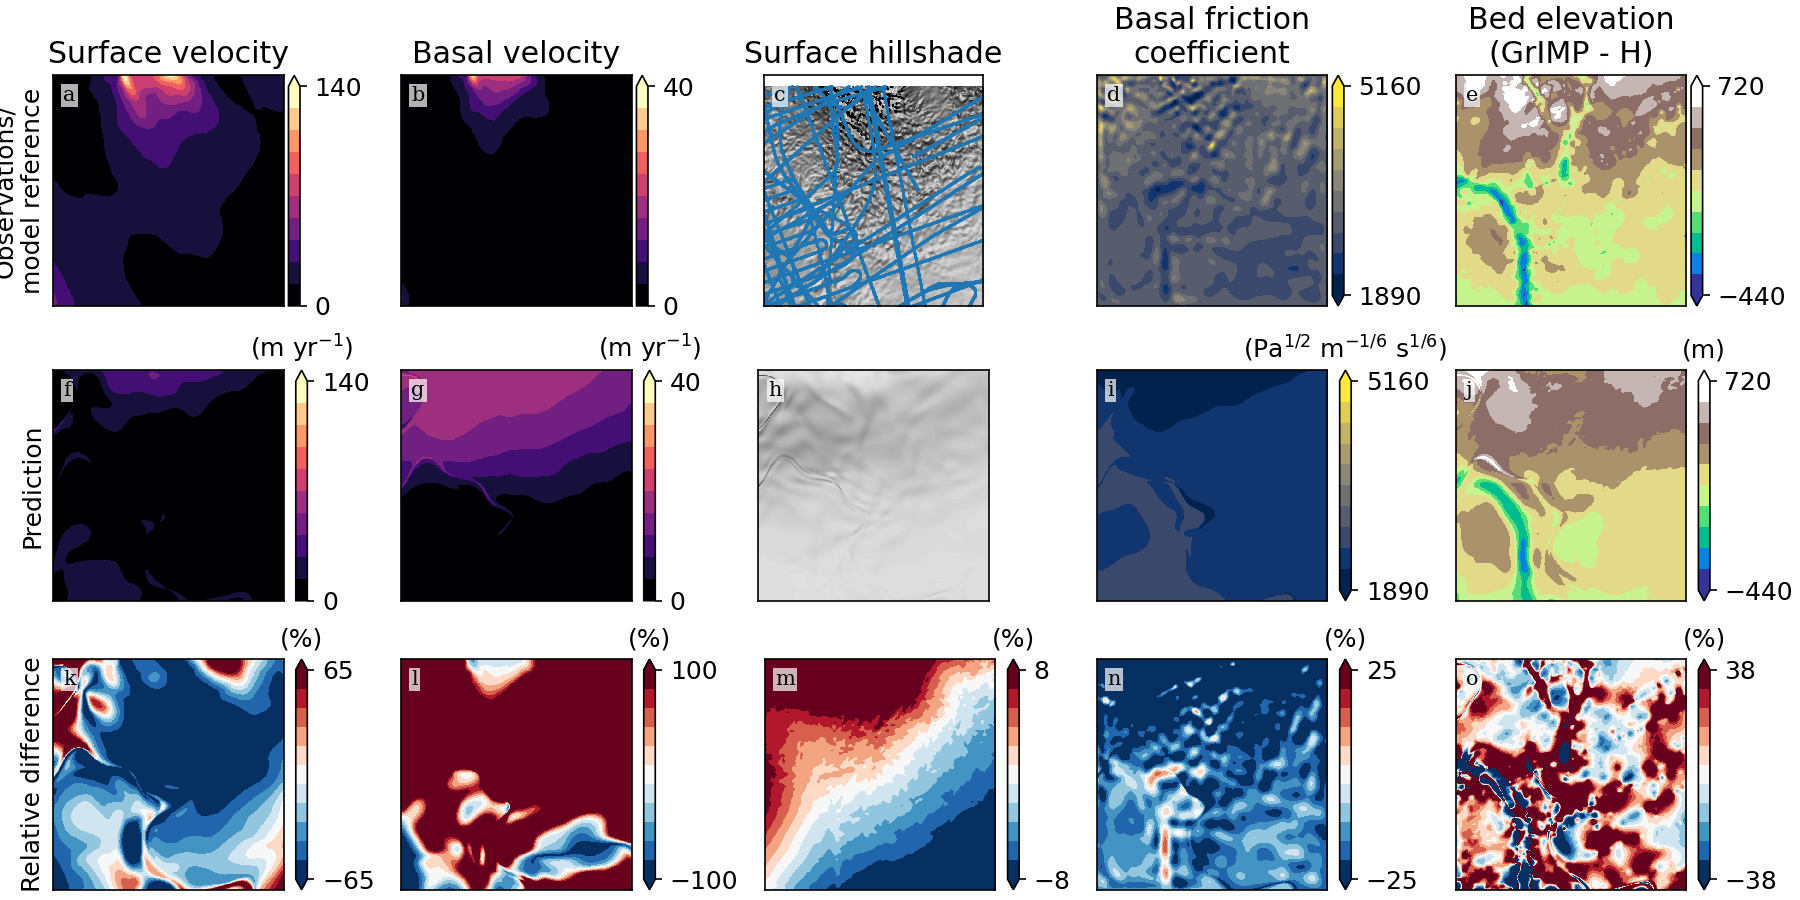 Basal friction
coefficient
Bed elevation
(GrIMP - H)
Surface velocity
Basal velocity
Surface hillshade
Observations/
model reference
a
140
0
b
40
0
c
d
5160
1890
e
720
−440
(m yr−1)
(m yr−1)
(Pa1/2 m−1/6 s1/6)
(m)
Prediction
f
140
0
g
40
0
h
i
5160
1890
j
720
−440
(%)
(%)
(%)
(%)
(%)
Relative difference
k
65
−65
l
100
−100
m
8
−8
n
25
−25
o
38
−38